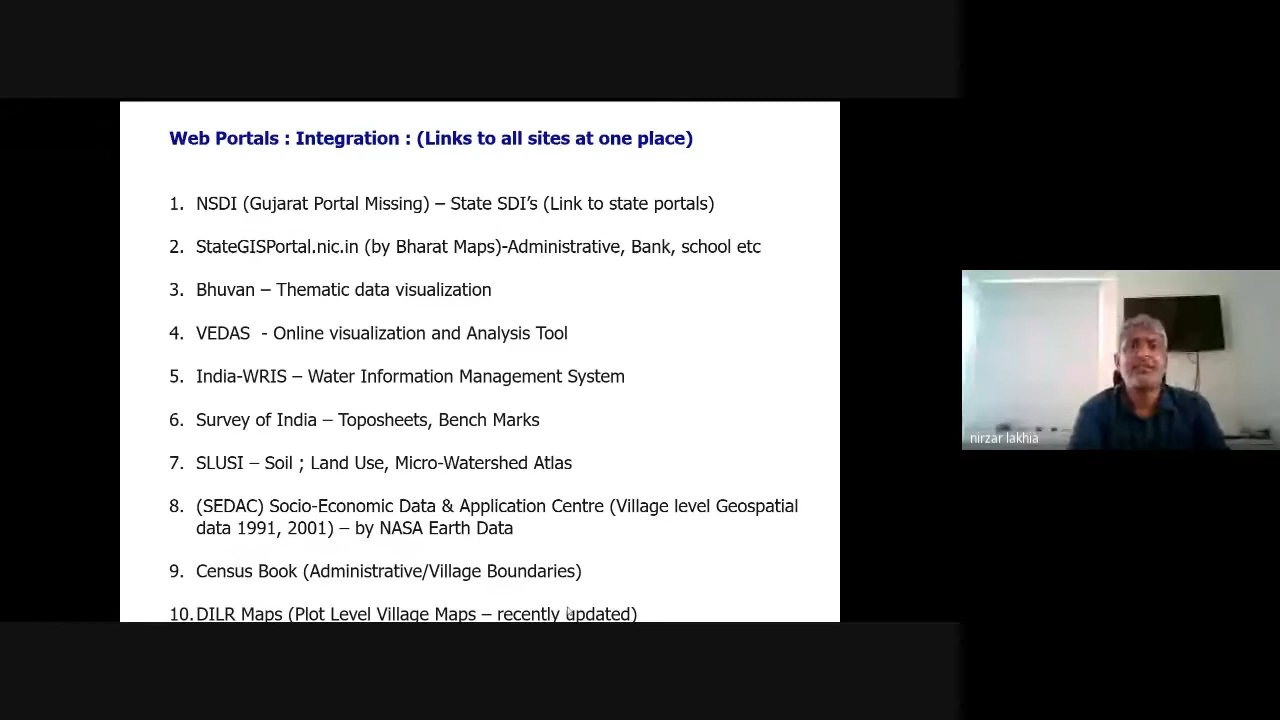 Web Portals : Integration : (Links to all sites at one place)
1. NSDI (Gujarat Portal Missing) – State SDI’s (Link to state portals)
2. StateGISPortal.nic.in (by Bharat Maps)-Administrative, Bank, school etc
3. Bhuvan – Thematic data visualization
4. VEDAS - Online visualization and Analysis Tool
5. India-WRIS – Water Information Management System
6. Survey of India – Toposheets, Bench Marks
7. SLUSI – Soil ; Land Use, Micro-Watershed Atlas
8. (SEDAC) Socio-Economic Data & Application Centre (Village level Geospatial
data 1991, 2001) – by NASA Earth Data
9. Census Book (Administrative/Village Boundaries)
10. DILR Maps (Plot Level Village Maps – recently updated)
nirzar lakhia